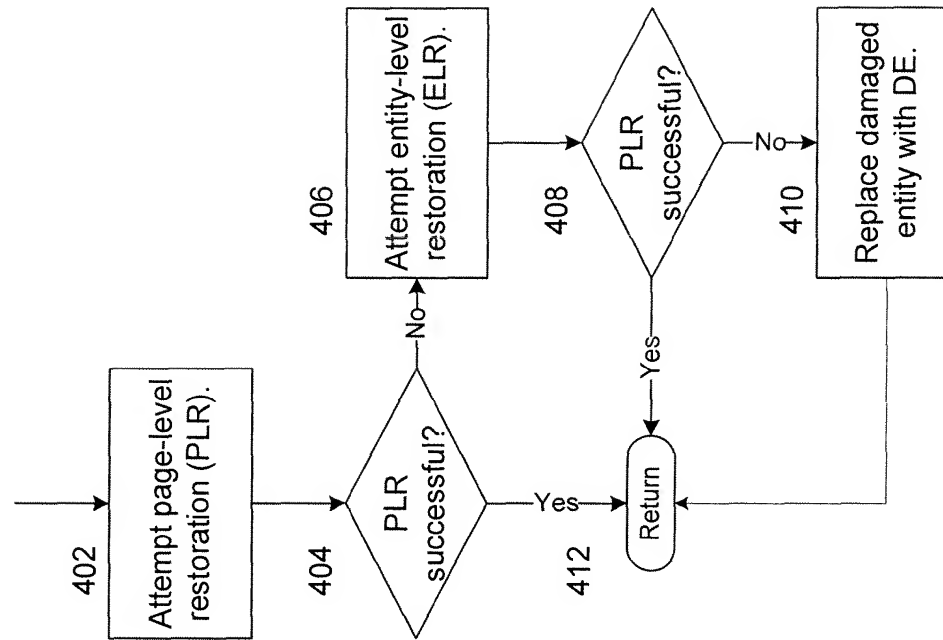 402
Attempt page-level
restoration (PLR).
404
PLR
successful?
No
Yes
406
Attempt entity-level
restoration (ELR).
408
PLR
successful?
Yes
No
410
Replace damaged
entity with DE.
412
Return